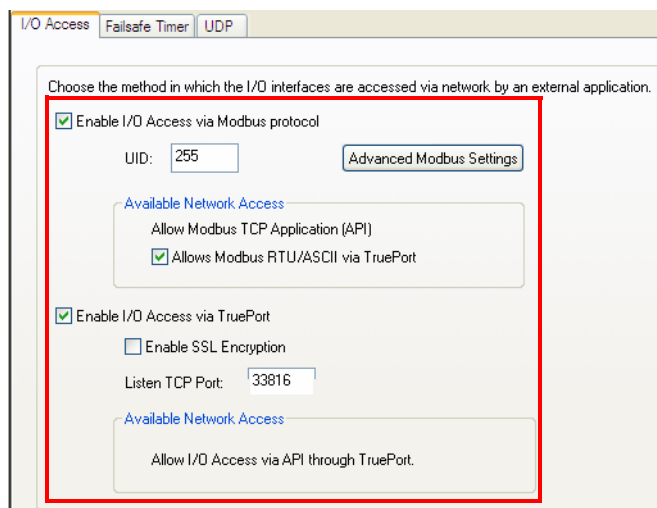 I/O Access Failsafe Timer UDP
Choose the method in which the I/O interfaces are accessed via network by an external application.
Enable I/O Access via Modbus protocol
UID: 255 Advanced Modbus Settings
Available Network Access
Allow Modbus TCP Application (API)
Allows Modbus RTU/ASCII via TruePort
Enable I/O Access via TruePort
Enable SSL Encryption
Listen TCP Port: 33816
Available Network Access
Allow I/O Access via API through TruePort.